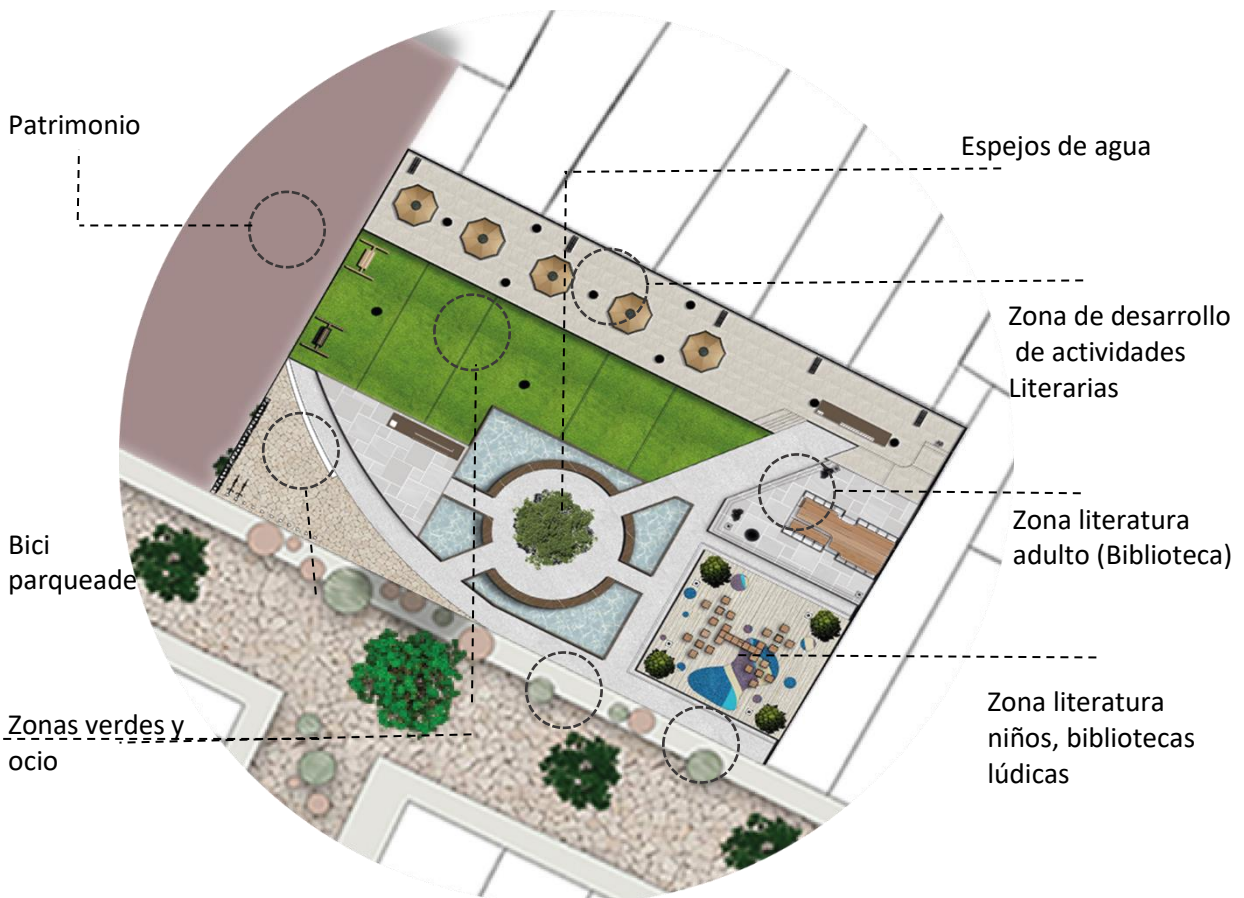 Patrimonio
Espejos de agua
Zona de desarrollo
de actividades
Literarias
Zona literatura
adulto (Biblioteca)
Bici
parqueade
Zona literatura
niños, bibliotecas
lúdicas
Zonas verdes y
ocio